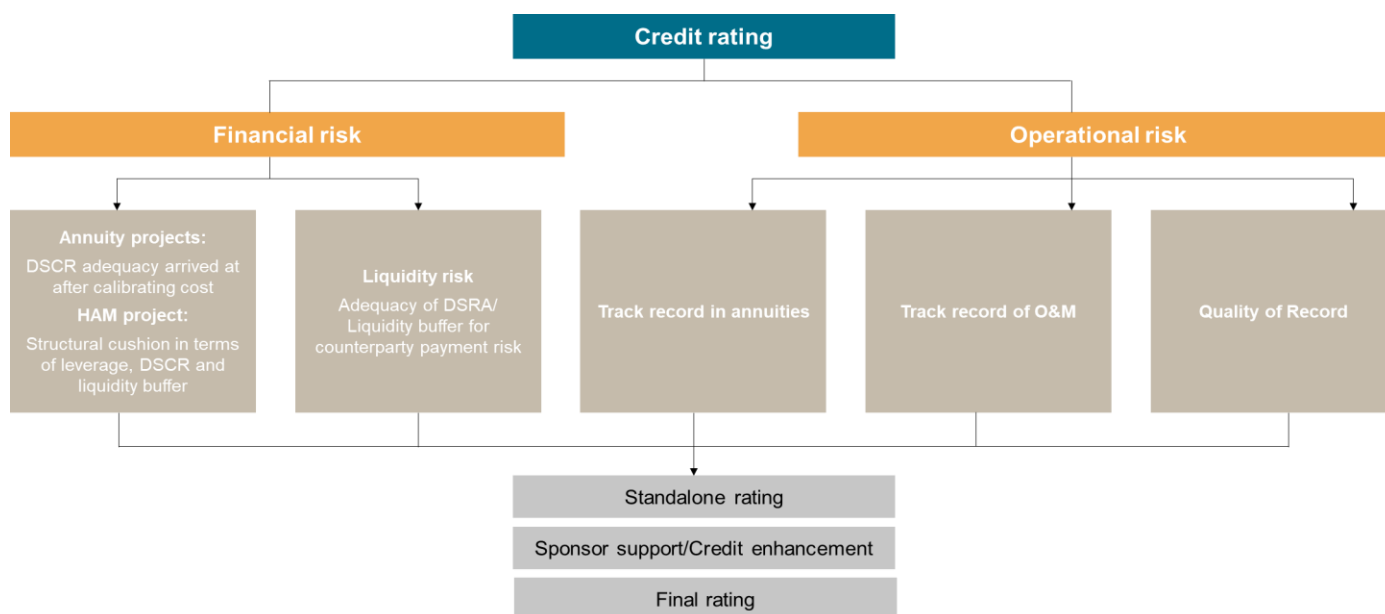 Credit rating
Financial risk
Operational risk
Annuity projects:
DSCR adequacy arrived at
after calibrating cost
HAM project:
Structural cushion in terms
of leverage, DSCR and
liquidity buffer
Liquidity risk
Adequacy of DSRA/
Liquidity buffer for
counterparty payment risk
Track record in annuities
Track record of O&M
Quality of Record
Standalone rating
Sponsor support/Credit enhancement
Final rating